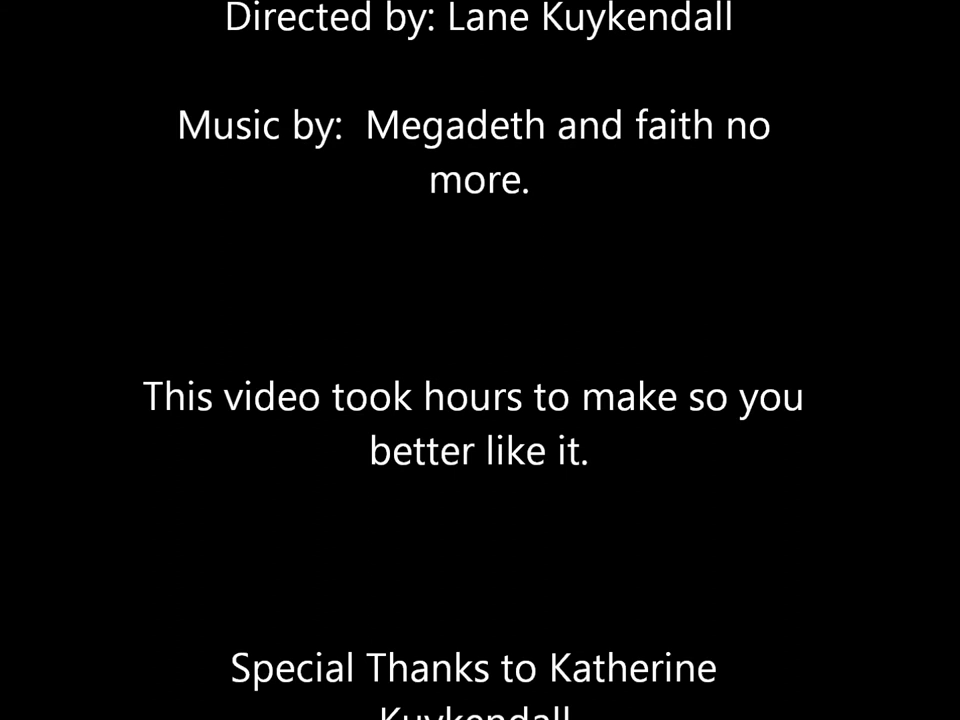 Directed by: Lane Kuykendall
Music by:  Megadeth and faith no
more.
This video took hours to make so you
better like it.
Special Thanks to Katherine
Kuykendall